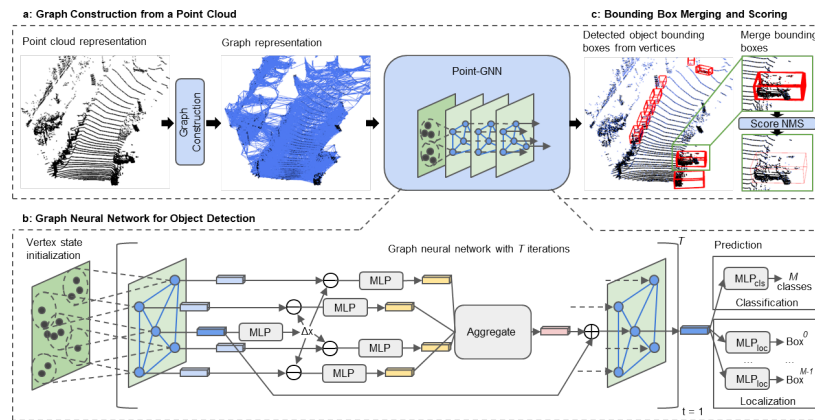 a: Graph Construction from a Point Cloud
c: Bounding Box Merging and Scoring
Point cloud representation
Graph representation
Detected object bounding
boxes from vertices
Merge bounding
boxes
Point-GNN
Graph
Construction
Score NMS
b: Graph Neural Network for Object Detection
Vertex state
initialization
Graph neural network with T iterations
T
Prediction
MLP
MLP
MLP
MLP
MLP
Δx
Aggregate
MLPcls
M
classes
Classification
MLPloc
Box0
... ...
MLPloc
BoxM-1
Localization
t = 1